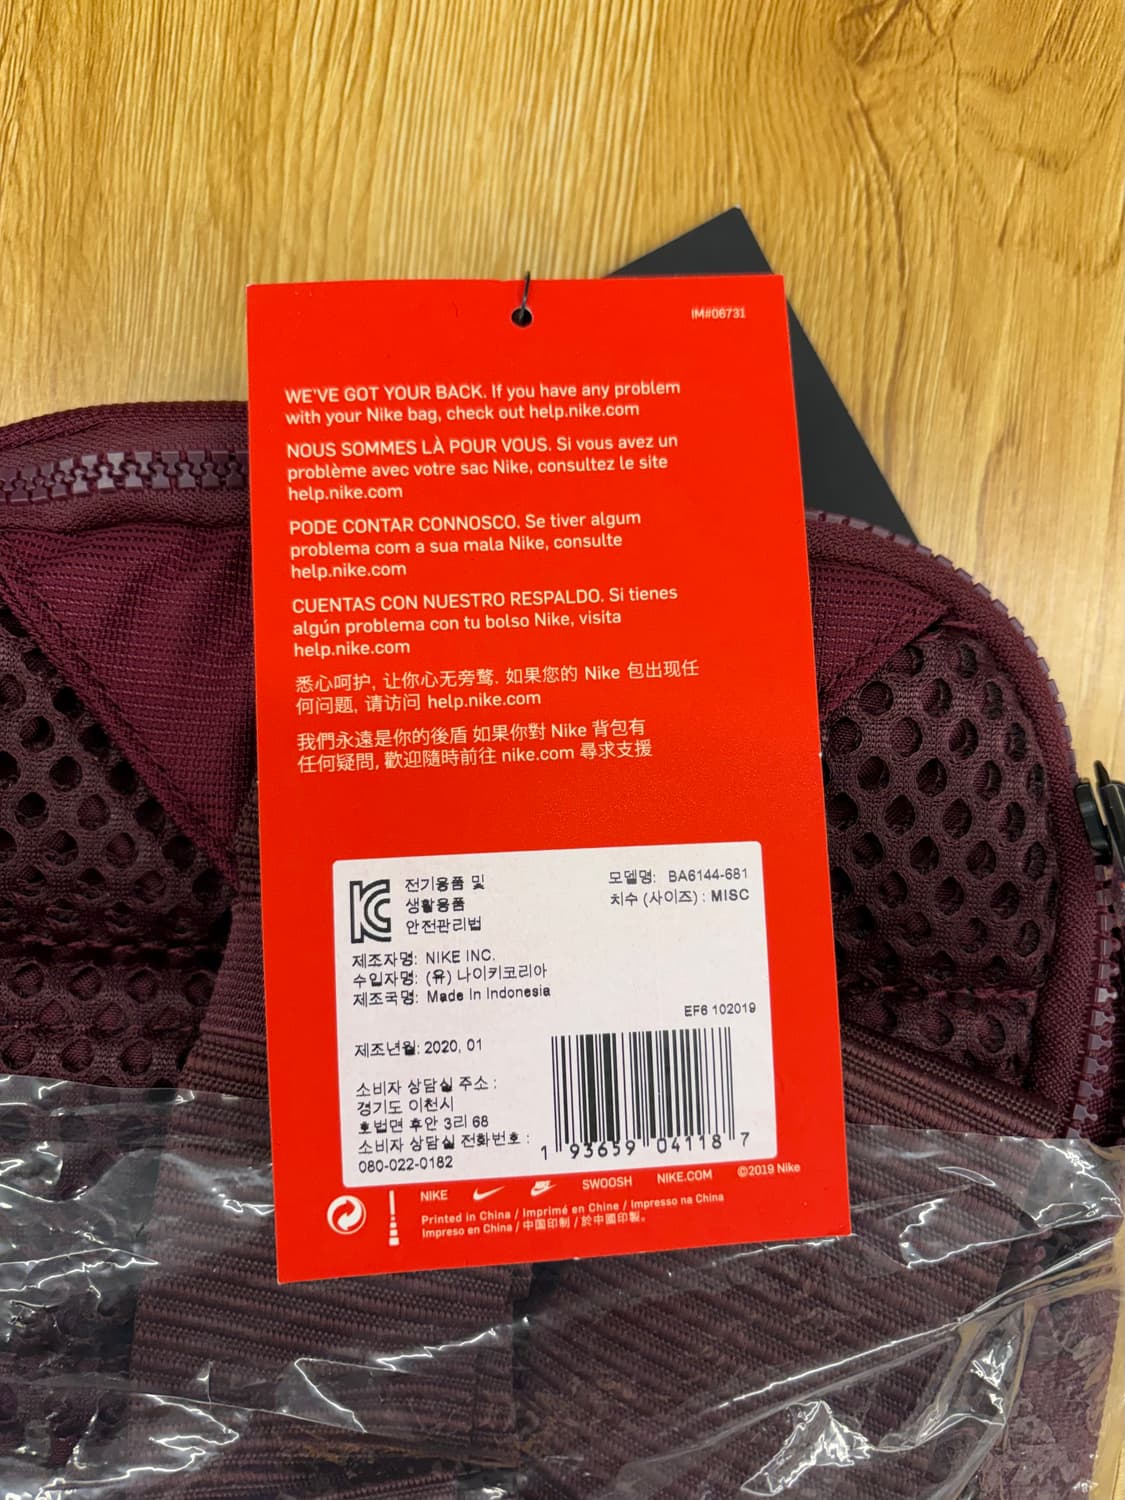 IM#06731
WE'VE GOT YOUR BACK. If you have any problem
with your Nike bag, check out help.nike.com
NOUS SOMMES LÀ POUR VOUS. Si vous avez un
problème avec votre sac Nike, consultez le site
help.nike.com
PODE CONTAR CONNOSCO. Se tiver algum
problema com a sua mala Nike, consulte
help.nike.com
CUENTAS CON NUESTRO RESPALDO. Si tienes
algún problema con tu bolso Nike, visita
help.nike.com
悉心呵护, 让你心无旁骛. 如果您的 Nike 包出现任
何问题, 请访问 help.nike.com
我們永遠是你的後盾 如果你對 Nike 背包有
任何疑問, 歡迎隨時前往 nike.com 尋求支援
전기용품 및
생활용품
안전관리법
모델명: BA6144-681
치수 (사이즈) : MISC
제조자명: NIKE INC.
수입자명: (유) 나이키코리아
제조국명: Made In Indonesia
EF6 102019
제조년월: 2020, 01
소비자 상담실 주소 :
경기도 이천시
호법면 후안 3리 68
소비자 상담실 전화번호 :
080-022-0182
1 93659 04118 7
NIKE SWOOSH NIKE.COM ©2019 Nike
Printed in China / Imprimé en Chine / Impresso na China
Impreso en China / 中国印制 / 於中國印製。